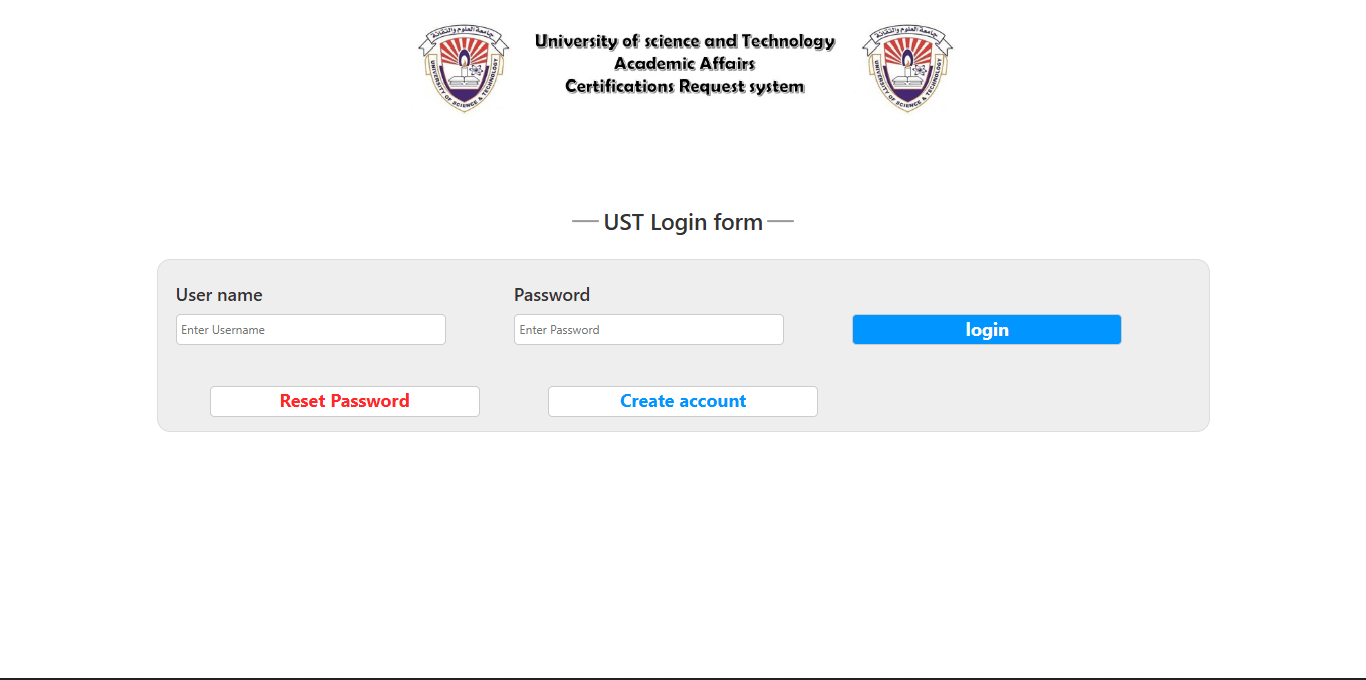 جامعة العلوم والتقانة
UNIVERSITY OF SCIENCE & TECHNOLOGY
University of science and Technology
Academic Affairs
Certifications Request system
جامعة العلوم والتقانة
UNIVERSITY OF SCIENCE & TECHNOLOGY
UST Login form
User name
Password
Enter Username
Enter Password
login
Reset Password
Create account